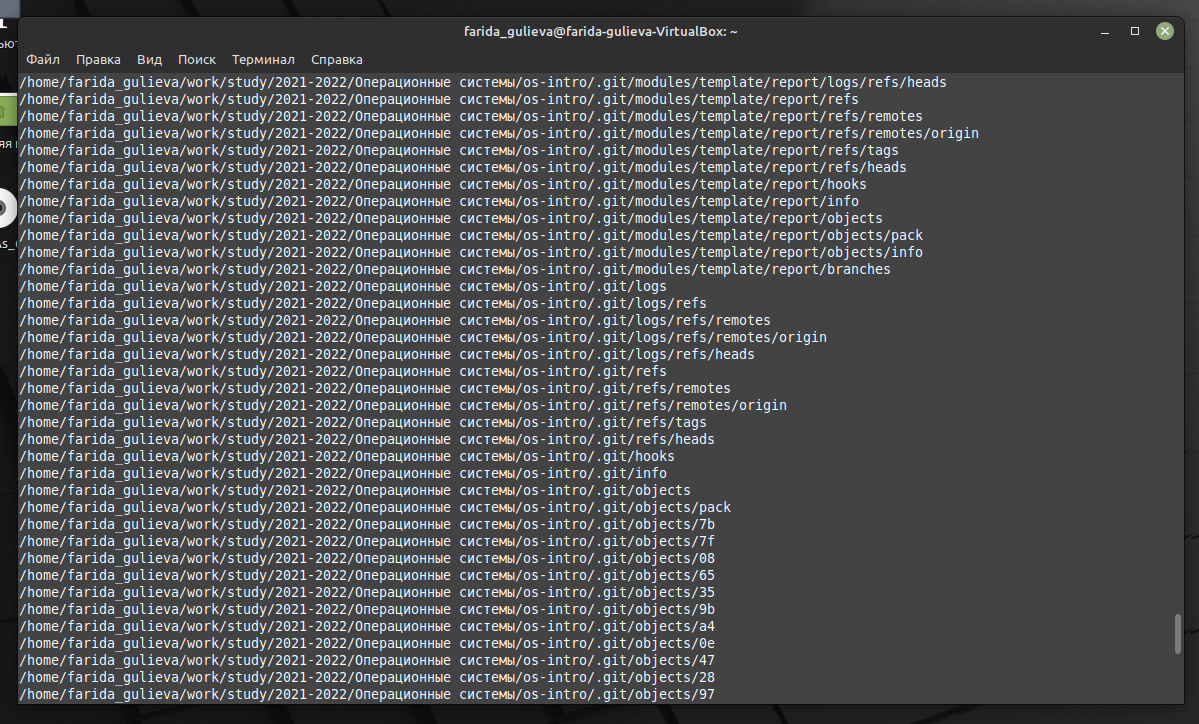 farida_gulieva@farida-gulieva-VirtualBox: ~
Файл Правка Вид Поиск Терминал Справка
/home/farida_gulieva/work/study/2021-2022/Операционные системы/os-intro/.git/modules/template/report/logs/refs/heads
/home/farida_gulieva/work/study/2021-2022/Операционные системы/os-intro/.git/modules/template/report/refs
/home/farida_gulieva/work/study/2021-2022/Операционные системы/os-intro/.git/modules/template/report/refs/remotes
/home/farida_gulieva/work/study/2021-2022/Операционные системы/os-intro/.git/modules/template/report/refs/remotes/origin
/home/farida_gulieva/work/study/2021-2022/Операционные системы/os-intro/.git/modules/template/report/refs/tags
/home/farida_gulieva/work/study/2021-2022/Операционные системы/os-intro/.git/modules/template/report/refs/heads
/home/farida_gulieva/work/study/2021-2022/Операционные системы/os-intro/.git/modules/template/report/hooks
/home/farida_gulieva/work/study/2021-2022/Операционные системы/os-intro/.git/modules/template/report/info
/home/farida_gulieva/work/study/2021-2022/Операционные системы/os-intro/.git/modules/template/report/objects
/home/farida_gulieva/work/study/2021-2022/Операционные системы/os-intro/.git/modules/template/report/objects/pack
/home/farida_gulieva/work/study/2021-2022/Операционные системы/os-intro/.git/modules/template/report/objects/info
/home/farida_gulieva/work/study/2021-2022/Операционные системы/os-intro/.git/modules/template/report/branches
/home/farida_gulieva/work/study/2021-2022/Операционные системы/os-intro/.git/logs
/home/farida_gulieva/work/study/2021-2022/Операционные системы/os-intro/.git/logs/refs
/home/farida_gulieva/work/study/2021-2022/Операционные системы/os-intro/.git/logs/refs/remotes
/home/farida_gulieva/work/study/2021-2022/Операционные системы/os-intro/.git/logs/refs/remotes/origin
/home/farida_gulieva/work/study/2021-2022/Операционные системы/os-intro/.git/logs/refs/heads
/home/farida_gulieva/work/study/2021-2022/Операционные системы/os-intro/.git/refs
/home/farida_gulieva/work/study/2021-2022/Операционные системы/os-intro/.git/refs/remotes
/home/farida_gulieva/work/study/2021-2022/Операционные системы/os-intro/.git/refs/remotes/origin
/home/farida_gulieva/work/study/2021-2022/Операционные системы/os-intro/.git/refs/tags
/home/farida_gulieva/work/study/2021-2022/Операционные системы/os-intro/.git/refs/heads
/home/farida_gulieva/work/study/2021-2022/Операционные системы/os-intro/.git/hooks
/home/farida_gulieva/work/study/2021-2022/Операционные системы/os-intro/.git/info
/home/farida_gulieva/work/study/2021-2022/Операционные системы/os-intro/.git/objects
/home/farida_gulieva/work/study/2021-2022/Операционные системы/os-intro/.git/objects/pack
/home/farida_gulieva/work/study/2021-2022/Операционные системы/os-intro/.git/objects/7b
/home/farida_gulieva/work/study/2021-2022/Операционные системы/os-intro/.git/objects/7f
/home/farida_gulieva/work/study/2021-2022/Операционные системы/os-intro/.git/objects/08
/home/farida_gulieva/work/study/2021-2022/Операционные системы/os-intro/.git/objects/65
/home/farida_gulieva/work/study/2021-2022/Операционные системы/os-intro/.git/objects/35
/home/farida_gulieva/work/study/2021-2022/Операционные системы/os-intro/.git/objects/9b
/home/farida_gulieva/work/study/2021-2022/Операционные системы/os-intro/.git/objects/a4
/home/farida_gulieva/work/study/2021-2022/Операционные системы/os-intro/.git/objects/0e
/home/farida_gulieva/work/study/2021-2022/Операционные системы/os-intro/.git/objects/47
/home/farida_gulieva/work/study/2021-2022/Операционные системы/os-intro/.git/objects/28
/home/farida_gulieva/work/study/2021-2022/Операционные системы/os-intro/.git/objects/97